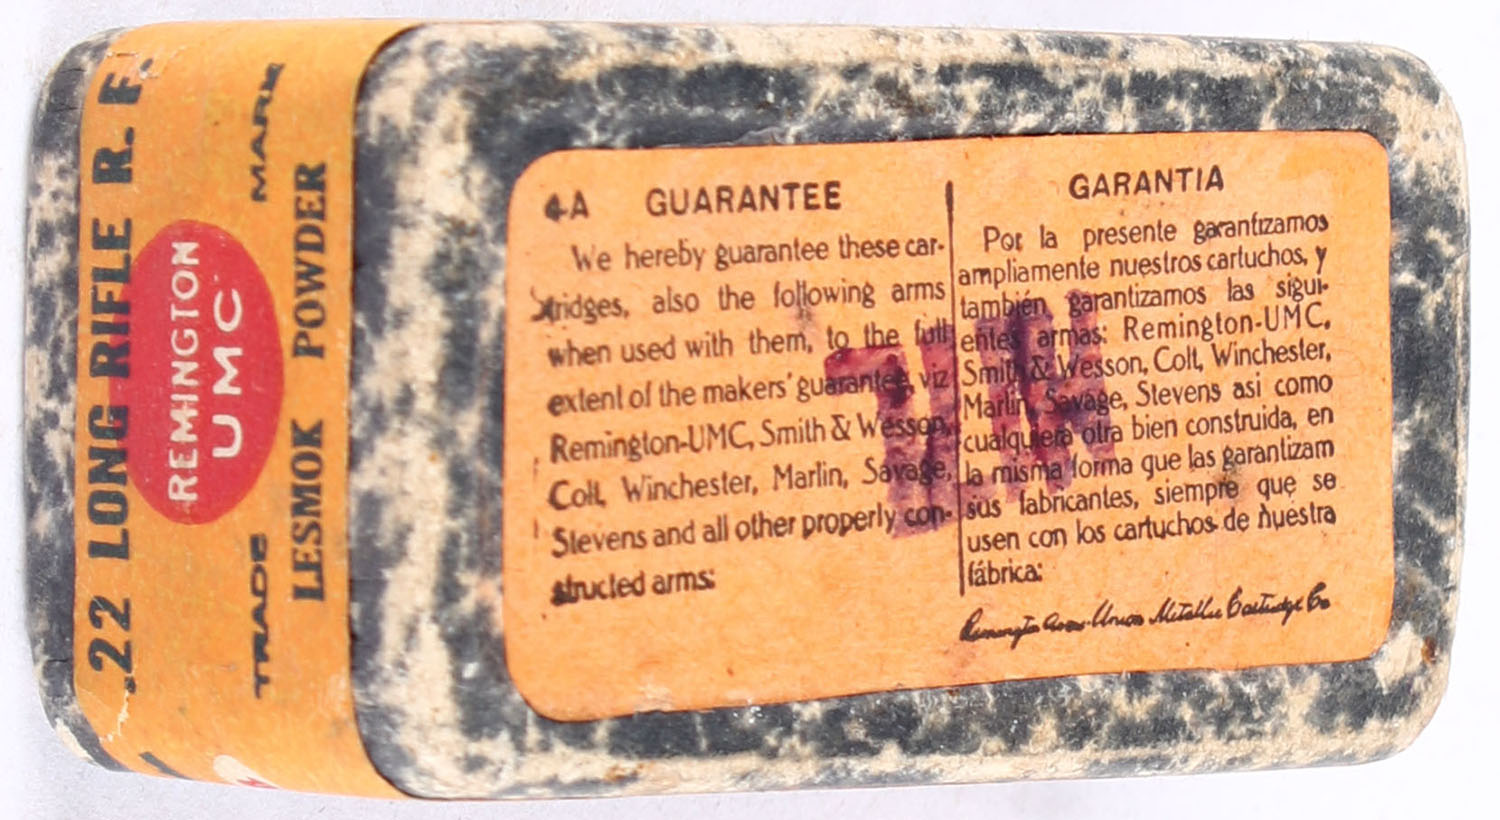 .22 LONG RIFLE R. F.
REMINGTON
UMC
TRADE MARK
LESMOK POWDER
4-A GUARANTEE
We hereby guarantee these car-
tridges, also the following arms
when used with them, to the full
extent of the makers' guarantee, viz
Remington-UMC, Smith & Wesson,
Colt, Winchester, Marlin, Savage,
Stevens and all other properly con-
structed arms:
GARANTIA
Por la presente garantizamos
ampliamente nuestros cartuchos, y
también garantizamos las sigui-
entes armas: Remington-UMC,
Smith & Wesson, Colt, Winchester,
Marlin, Savage, Stevens asi como
cualquiera otra bien construida, en
la misma forma que las garantizam
sus fabricantes, siempre que se
usen con los cartuchos de nuestra
fábrica:
Remington Arms-Union Metallic Cartridge Co